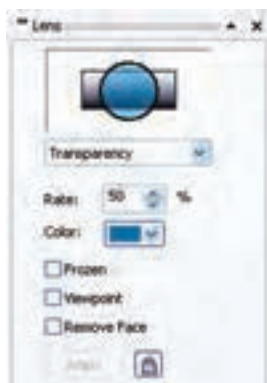 Lens
Transparency
Rate: 50 %
Color:
Frozen
Viewpoint
Remove Face
Apply